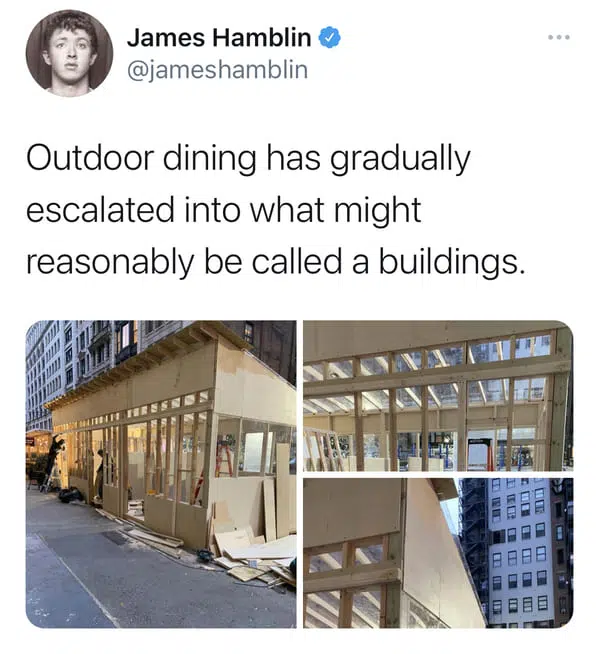 James Hamblin
@jameshamblin
Outdoor dining has gradually
escalated into what might
reasonably be called a buildings.